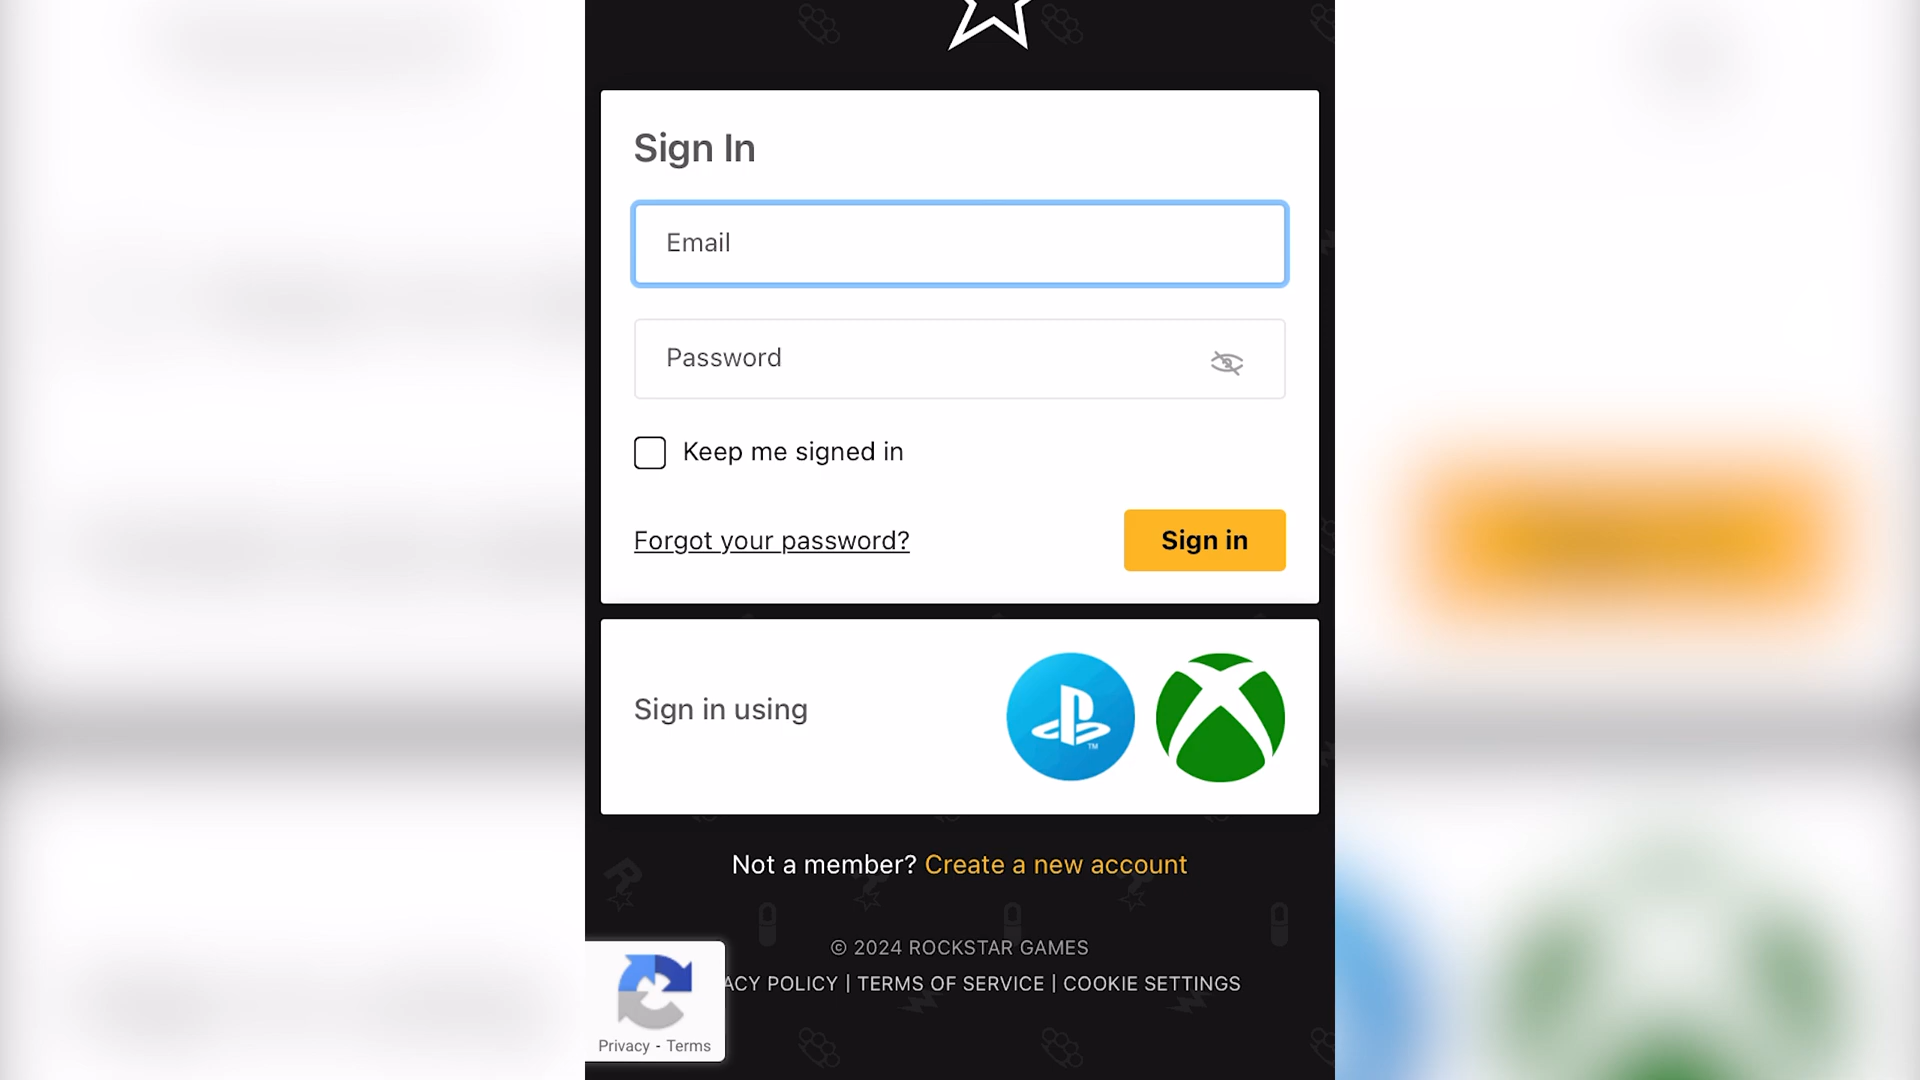 Sign In
Email
Password
Keep me signed in
Forgot your password?
Sign in
Sign in using
Not a member? Create a new account
© 2024 ROCKSTAR GAMES
ACY POLICY | TERMS OF SERVICE | COOKIE SETTINGS
Privacy - Terms